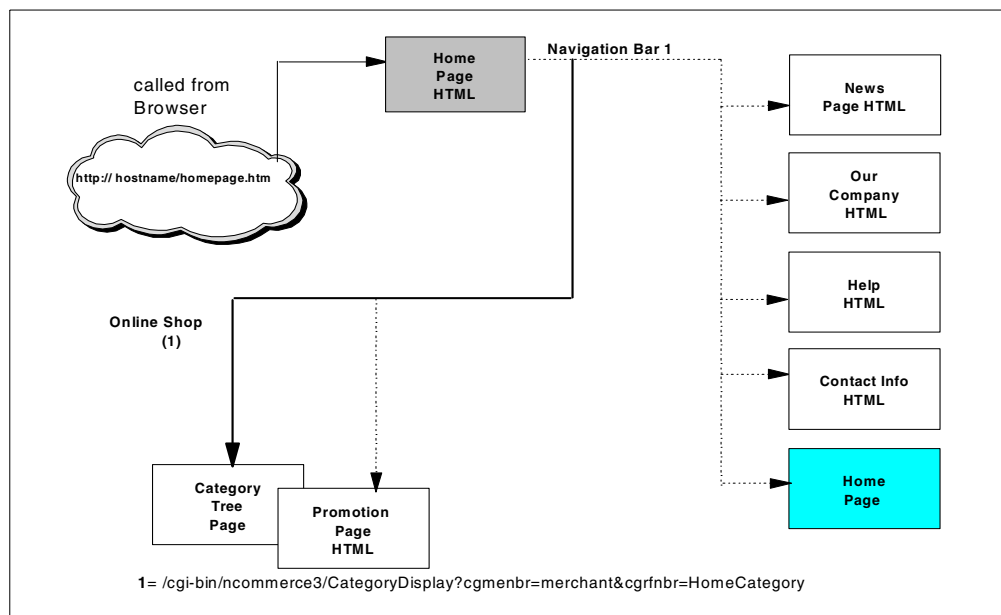 Home
Page
HTML
Navigation Bar 1
called from
Browser
http:// hostname/homepage.htm
News
Page HTML
Our
Company
HTML
Help
HTML
Contact Info
HTML
Home
Page
Online Shop
(1)
Category
Tree
Page
Promotion
Page
HTML
1= /cgi-bin/ncommerce3/CategoryDisplay?cgmenbr=merchant&cgrfnbr=HomeCategory